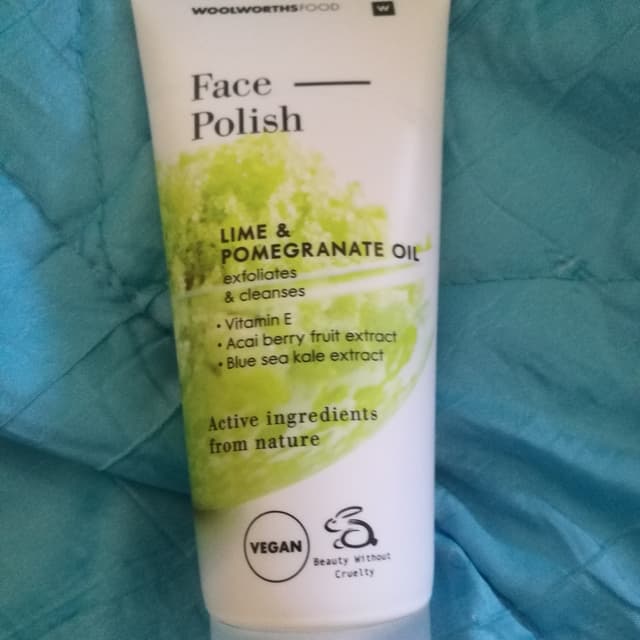 WOOLWORTHSFOOD W
Face
Polish
LIME &
POMEGRANATE OIL
exfoliates
& cleanses
• Vitamin E
• Acai berry fruit extract
• Blue sea kale extract
Active ingredients
from nature
VEGAN
Beauty Without
Cruelty